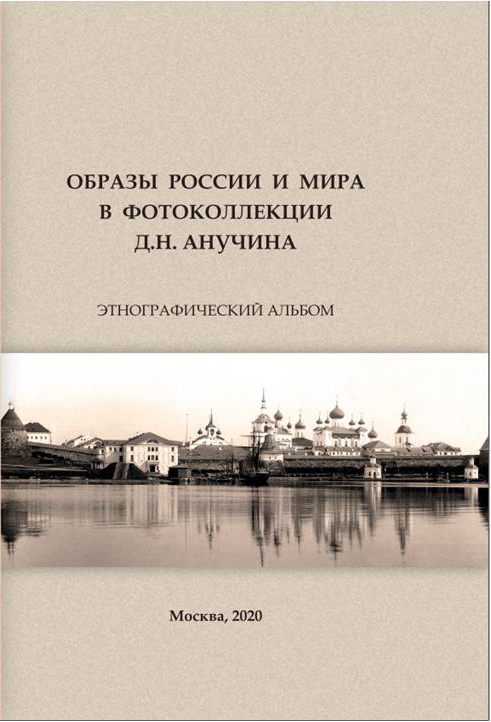 ОБРАЗЫ РОССИИ И МИРА
В ФОТОКОЛЛЕКЦИИ
Д.Н. АНУЧИНА
ЭТНОГРАФИЧЕСКИЙ АЛЬБОМ
Москва, 2020